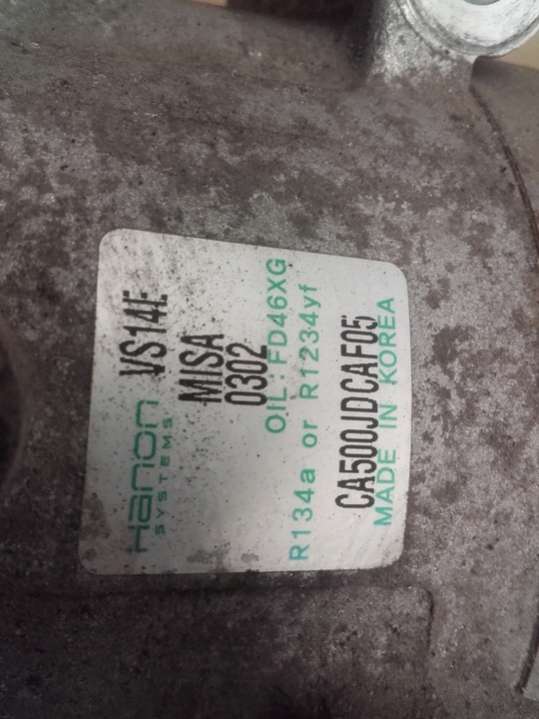 Hanon
SYSTEMS
VS14E
MISA
0302
OIL : FD46XG
R134a or R1234yf
CA500JDCAF05
MADE IN KOREA